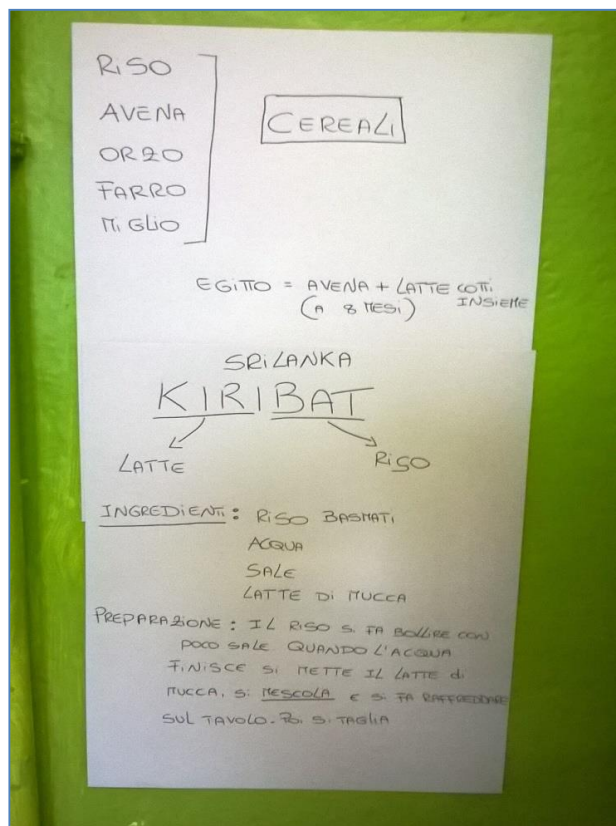 RISO
AVENA
ORZO
FARRO
MIGLIO
CEREALI
EGITTO = AVENA + LATTE COTTI
(A 8 MESI) INSIEME
SRI LANKA
KIRIBAT
LATTE RISO
INGREDIENTI: RISO BASMATI
ACQUA
SALE
LATTE DI MUCCA
PREPARAZIONE: IL RISO SI FA BOLLIRE CON
POCO SALE QUANDO L'ACQUA
FINISCE SI METTE IL LATTE di
MUCCA, SI MESCOLA E SI FA RAFFREDDARE
SUL TAVOLO. POI SI TAGLIA